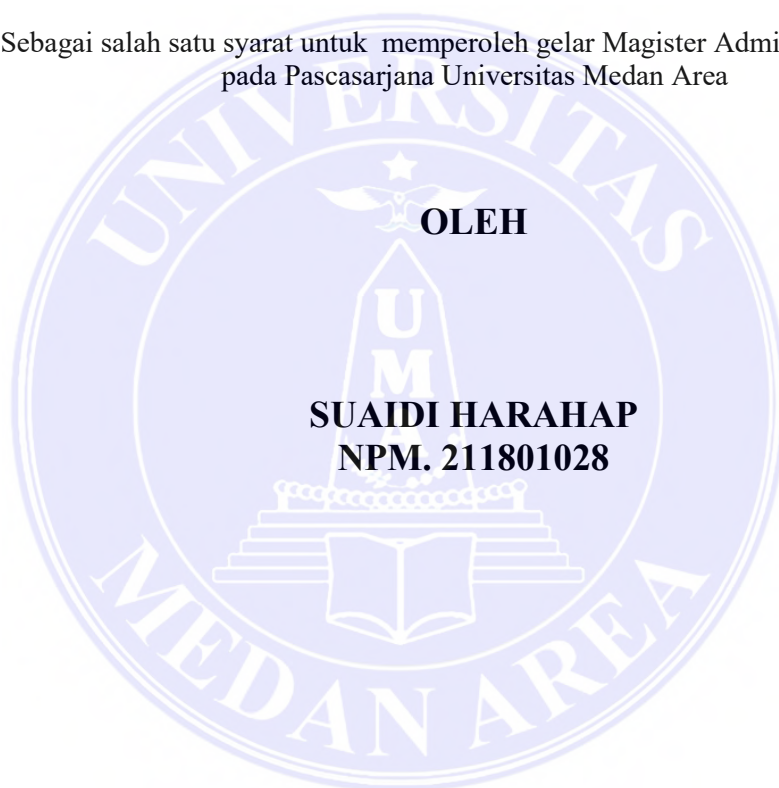 Sebagai salah satu syarat untuk memperoleh gelar Magister Admi
pada Pascasarjana Universitas Medan Area
OLEH
SUAIDI HARAHAP
NPM. 211801028
UNIVERSITAS
U
M
A
MEDAN AREA